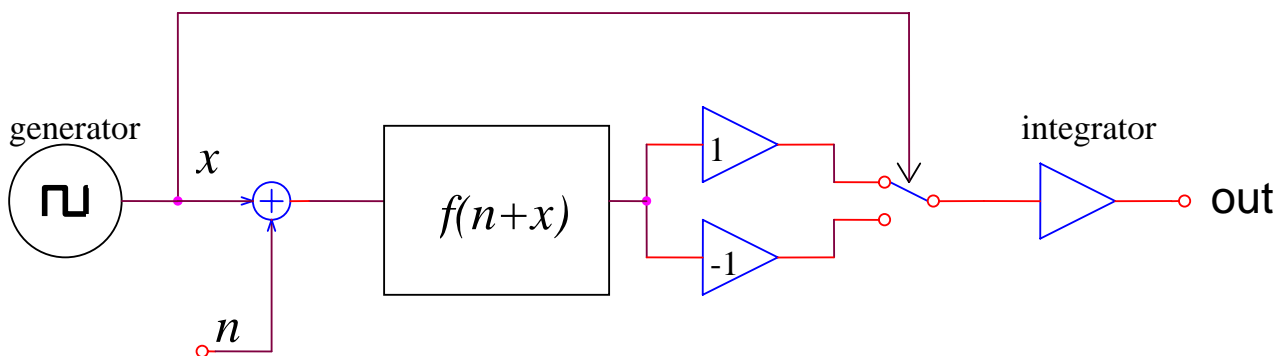 generator
x
1
integrator
out
f(n+x)
-1
n